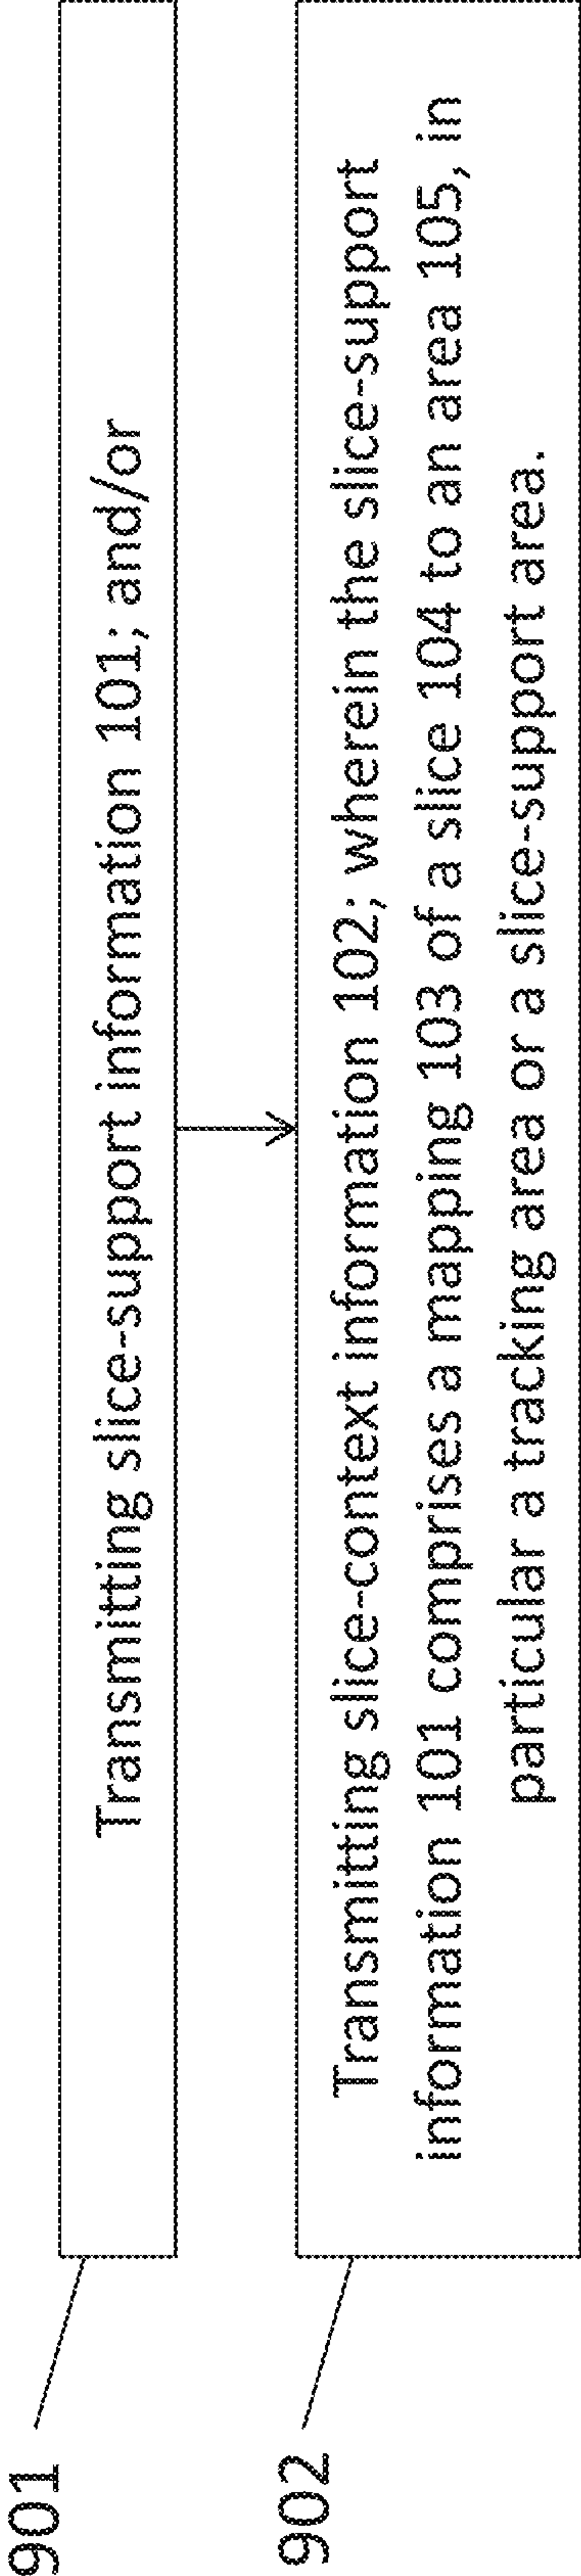 901
Transmitting slice-support information 101; and/or
902
Transmitting slice-context information 102; wherein the slice-support
information 101 comprises a mapping 103 of a slice 104 to an area 105, in
particular a tracking area or a slice-support area.